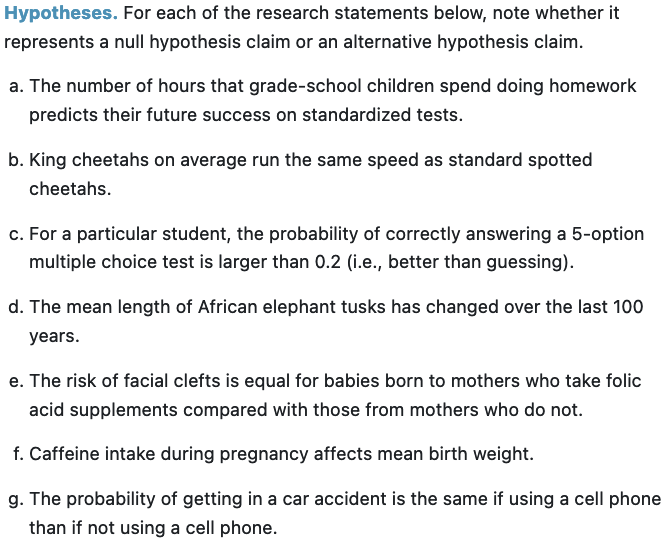 Hypotheses. For each of the research statements below, note whether it
represents a null hypothesis claim or an alternative hypothesis claim.
a. The number of hours that grade-school children spend doing homework
predicts their future success on standardized tests.
b. King cheetahs on average run the same speed as standard spotted
cheetahs.
c. For a particular student, the probability of correctly answering a 5-option
multiple choice test is larger than 0.2 (i.e., better than guessing).
d. The mean length of African elephant tusks has changed over the last 100
years.
e. The risk of facial clefts is equal for babies born to mothers who take folic
acid supplements compared with those from mothers who do not.
f. Caffeine intake during pregnancy affects mean birth weight.
g. The probability of getting in a car accident is the same if using a cell phone
than if not using a cell phone.